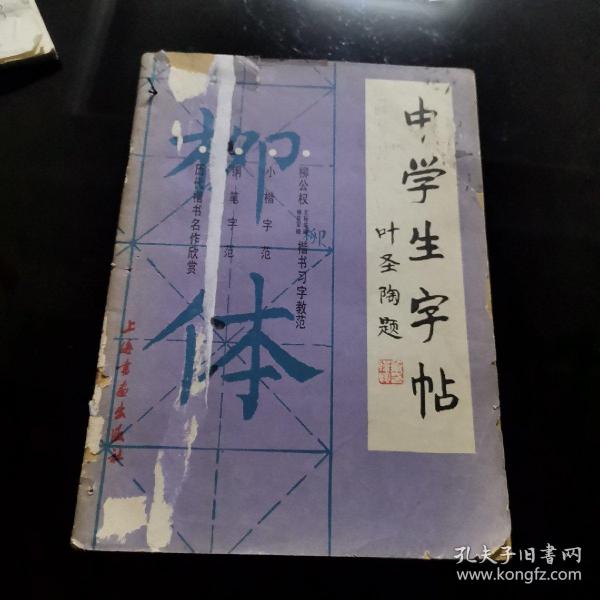 中学生字帖
叶圣陶题
柳公权
楷书习字教范
柳
小楷字范
钢笔字范
历代楷书名作欣赏
柳体
上海书画出版社
孔夫子旧书网
www.kongfz.com